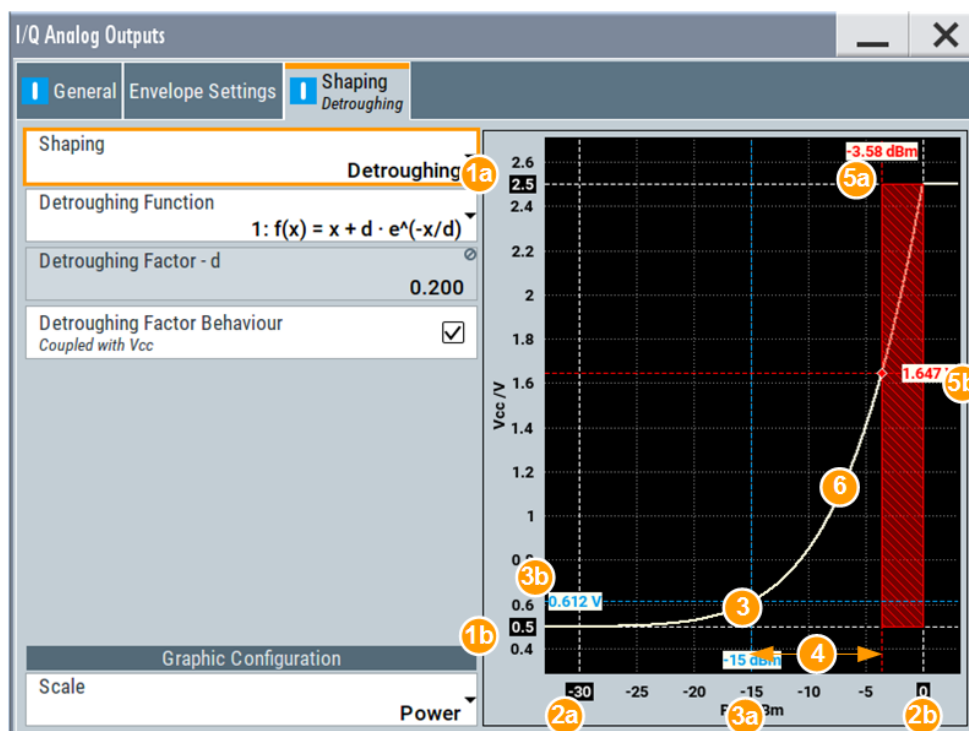 I/Q Analog Outputs
General
Envelope Settings
Shaping
Detroughing
Shaping
Detroughing
1a
Detroughing Function
1: f(x) = x + d · e^(-x/d)
Detroughing Factor - d
0.200
Detroughing Factor Behaviour
Coupled with Vcc
Graphic Configuration
Scale
Power
-3.58 dBm
5a
2.6
2.5
2.4
2.2
2
1.8
1.6
1.647
5b
Vcc /V
1.4
1.2
6
1
3b
0.612 V
3
0.6
1b
0.5
0.4
4
-15 dBm
-30
-25
-20
-15
-10
-5
0
2a
3a
2b